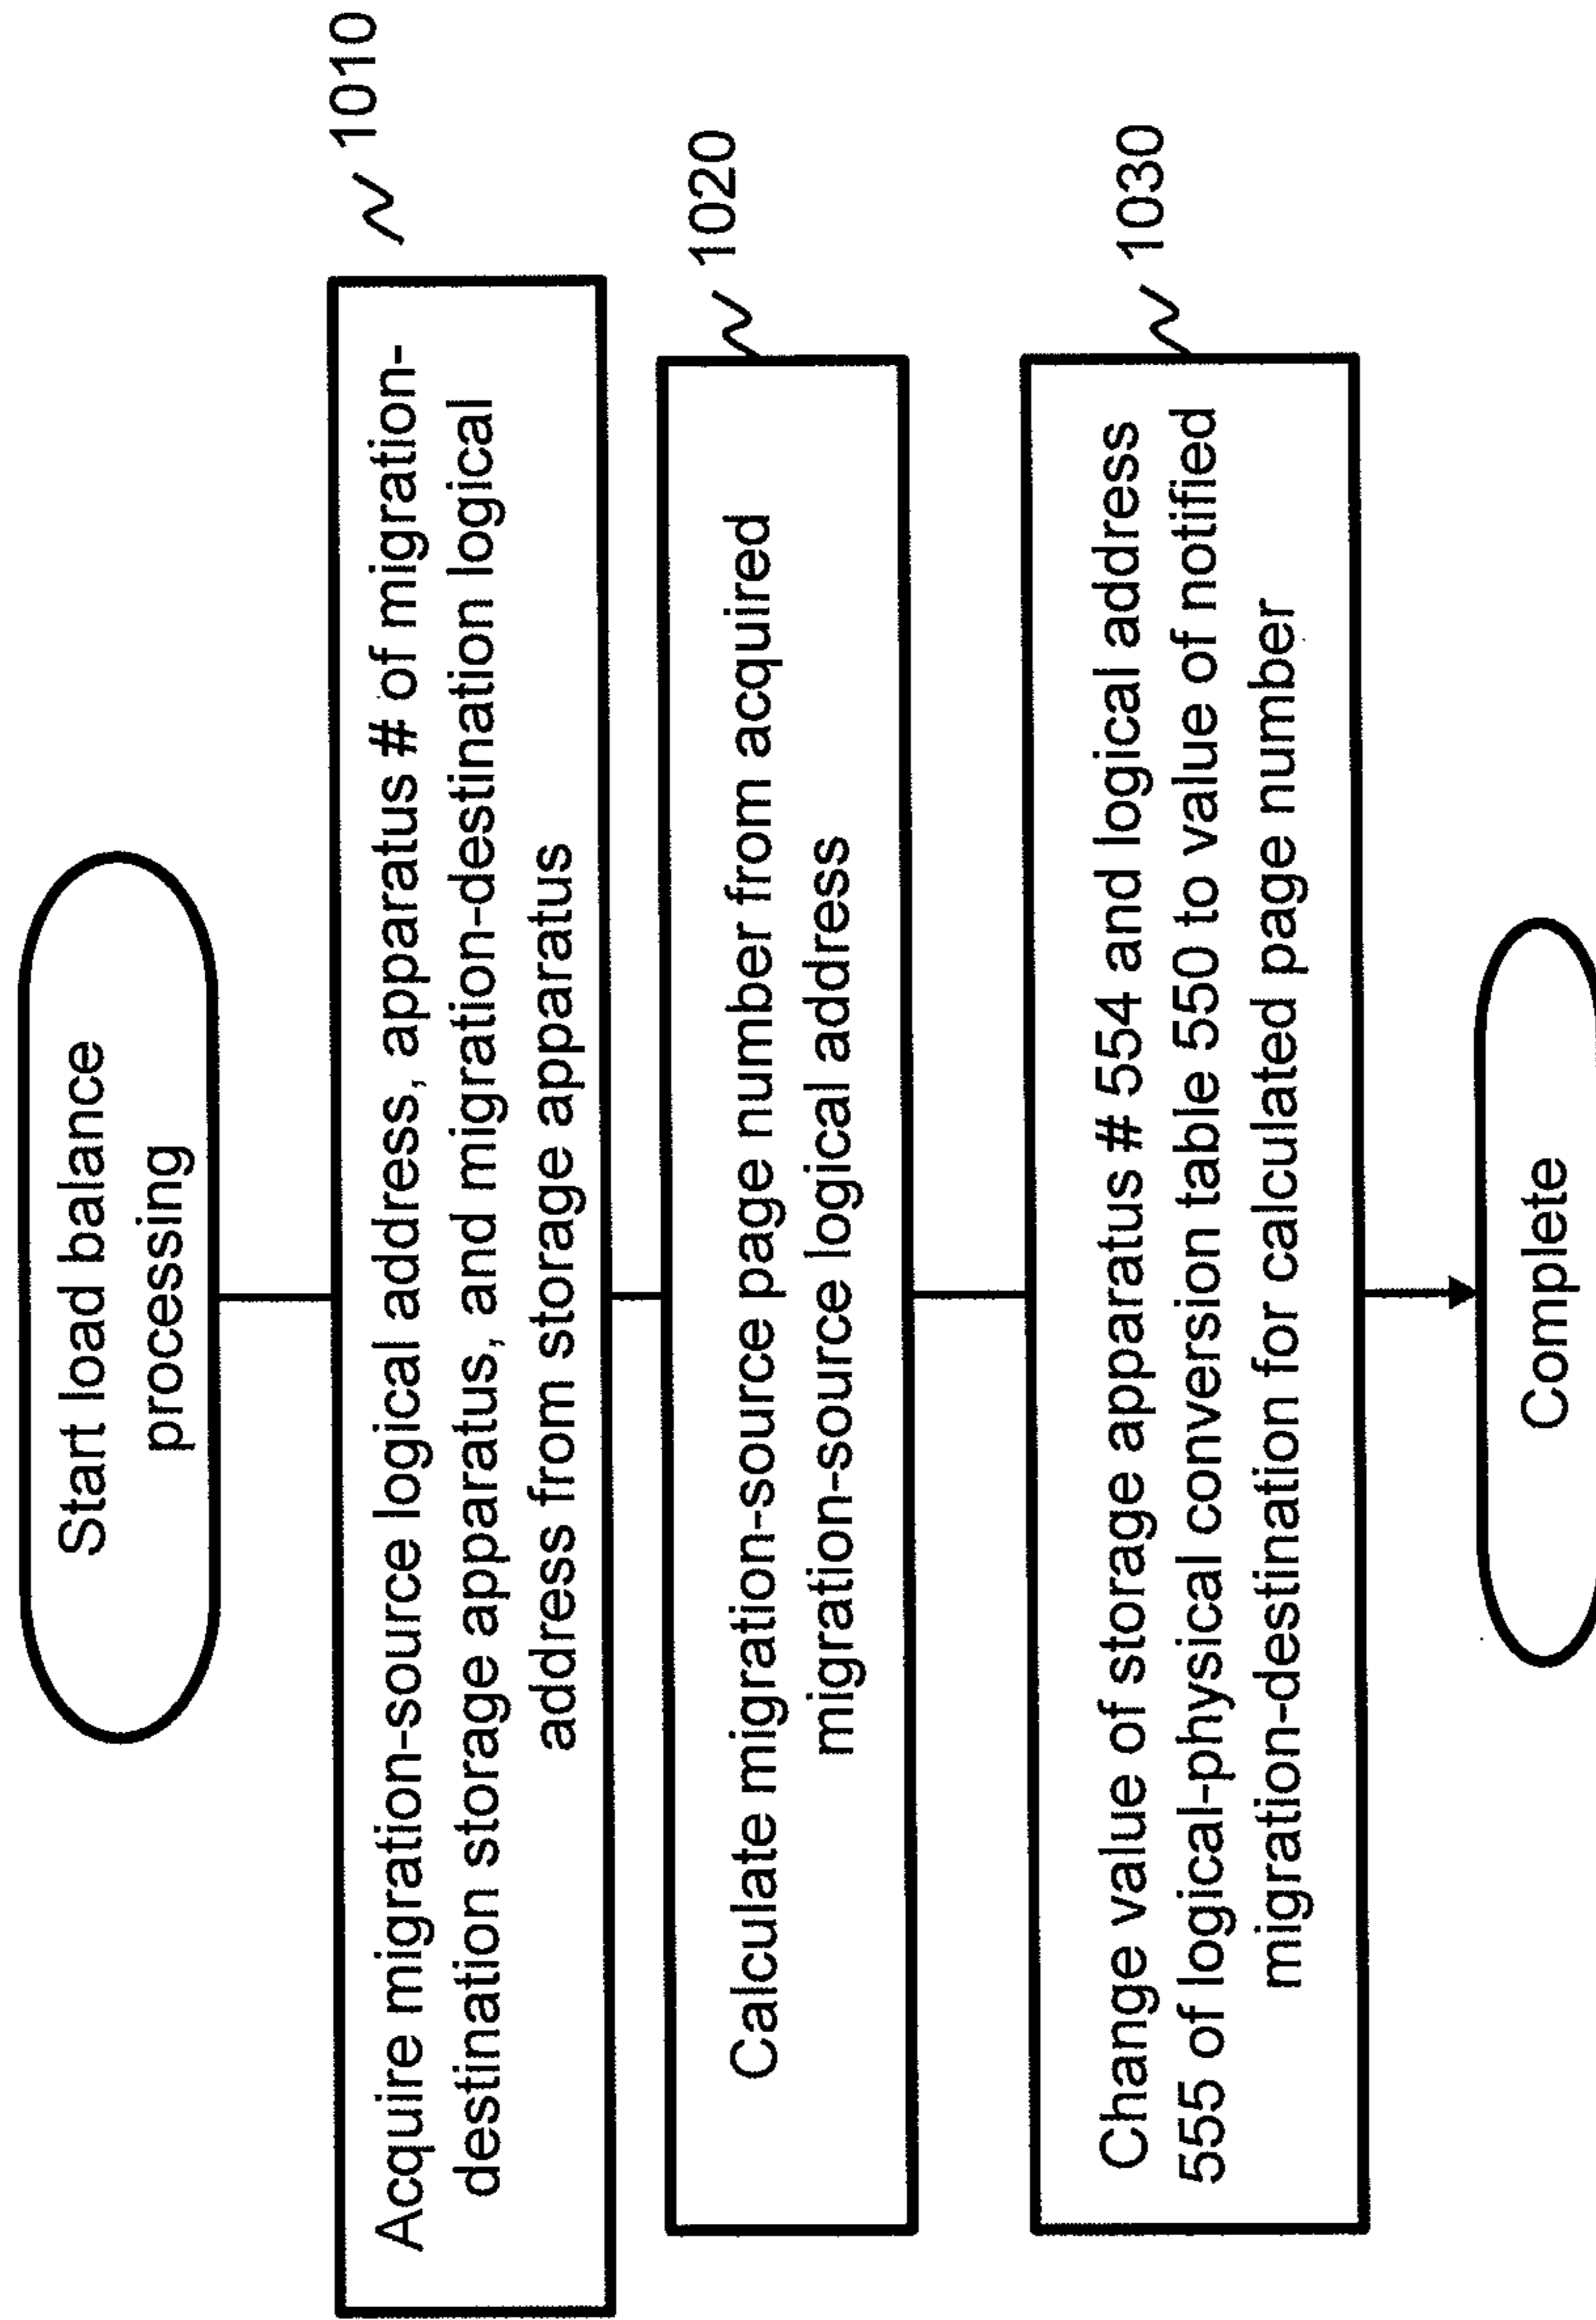 Start load balance
processing
1010
Acquire migration-source logical address, apparatus # of migration-
destination storage apparatus, and migration-destination logical
address from storage apparatus
1020
Calculate migration-source page number from acquired
migration-source logical address
1030
Change value of storage apparatus # 554 and logical address
555 of logical-physical conversion table 550 to value of notified
migration-destination for calculated page number
Complete